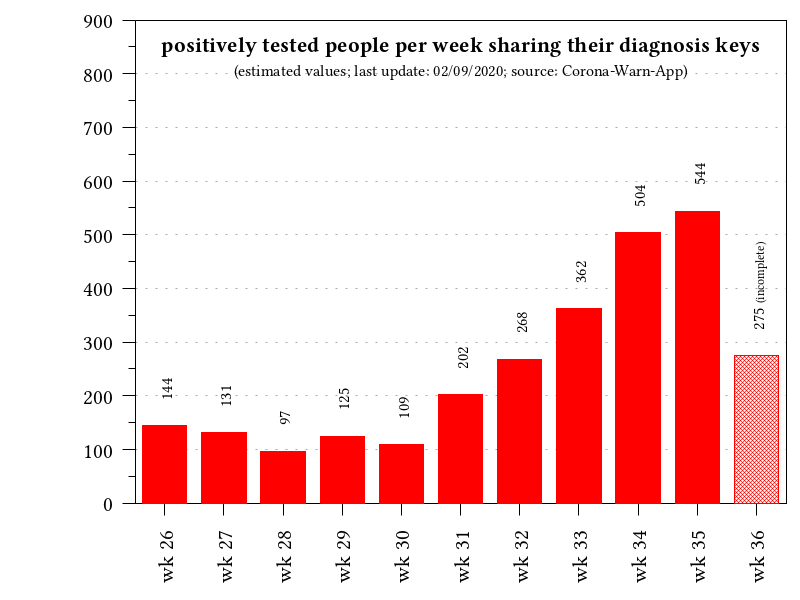 positively tested people per week sharing their diagnosis keys
(estimated values; last update: 02/09/2020; source: Corona-Warn-App)
900
800
700
600
500
400
300
200
100
0
144
131
97
125
109
202
268
362
504
544
275 (incomplete)
wk 26
wk 27
wk 28
wk 29
wk 30
wk 31
wk 32
wk 33
wk 34
wk 35
wk 36